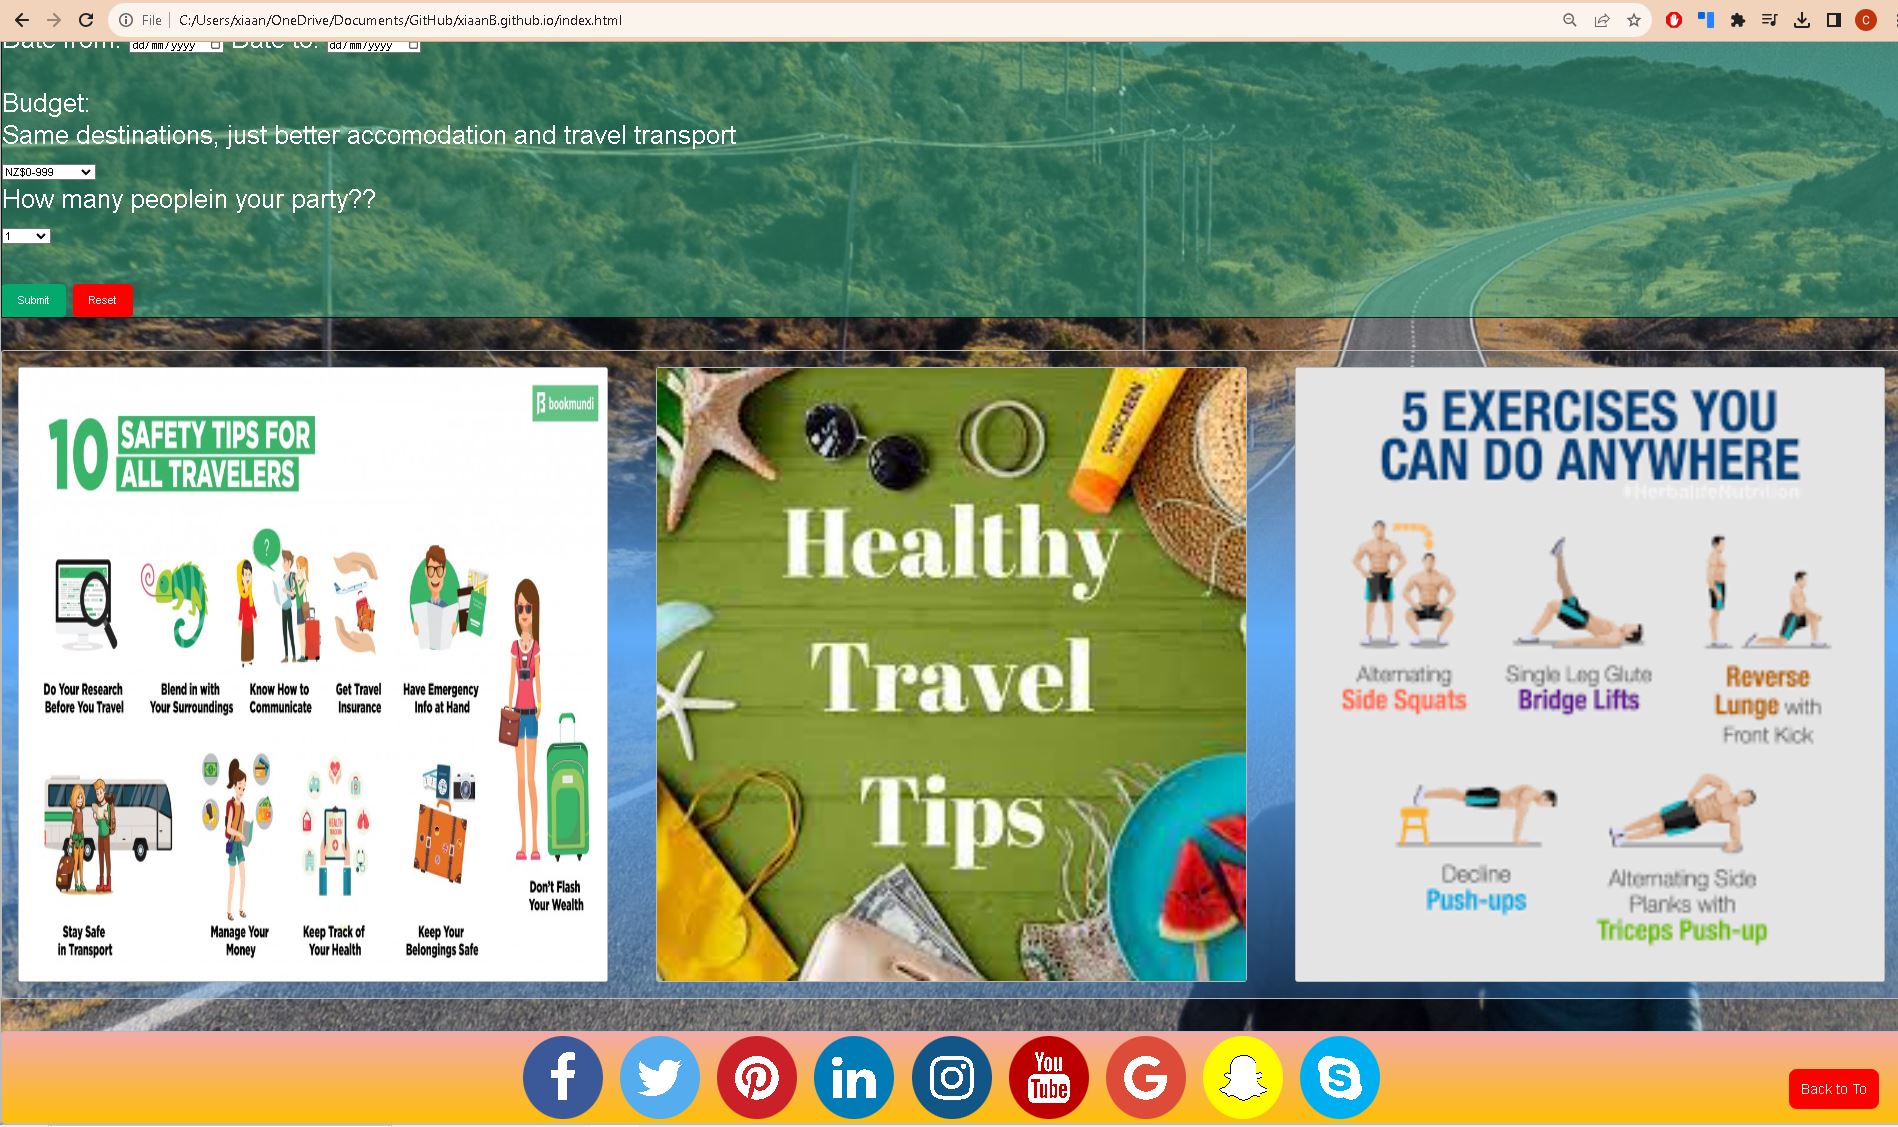 File
C:/Users/xiaan/OneDrive/Documents/GitHub/xiaanB.github.io/index.html
C
Date from: dd/mm/yyyy Date to: dd/mm/yyyy
Budget:
Same destinations, just better accomodation and travel transport
NZ$0-999
How many peoplein your party??
1
Submit Reset
bookmundi
10 SAFETY TIPS FOR
ALL TRAVELERS
?
Do Your Research
Before You Travel
Blend in with
Your Surroundings
Know How to
Communicate
Get Travel
Insurance
Have Emergency
Info at Hand
HEALTH
TRACKING
Stay Safe
in Transport
Manage Your
Money
Keep Track of
Your Health
Keep Your
Belongings Safe
Don't Flash
Your Wealth
SUNSCREEN
Healthy
Travel
Tips
5 EXERCISES YOU
CAN DO ANYWHERE
#HerbalifeNutrition
Alternating
Side Squats
Single Leg Glute
Bridge Lifts
Reverse
Lunge with
Front Kick
Decline
Push-ups
Alternating Side
Planks with
Triceps Push-up
You
Tube
Back to To